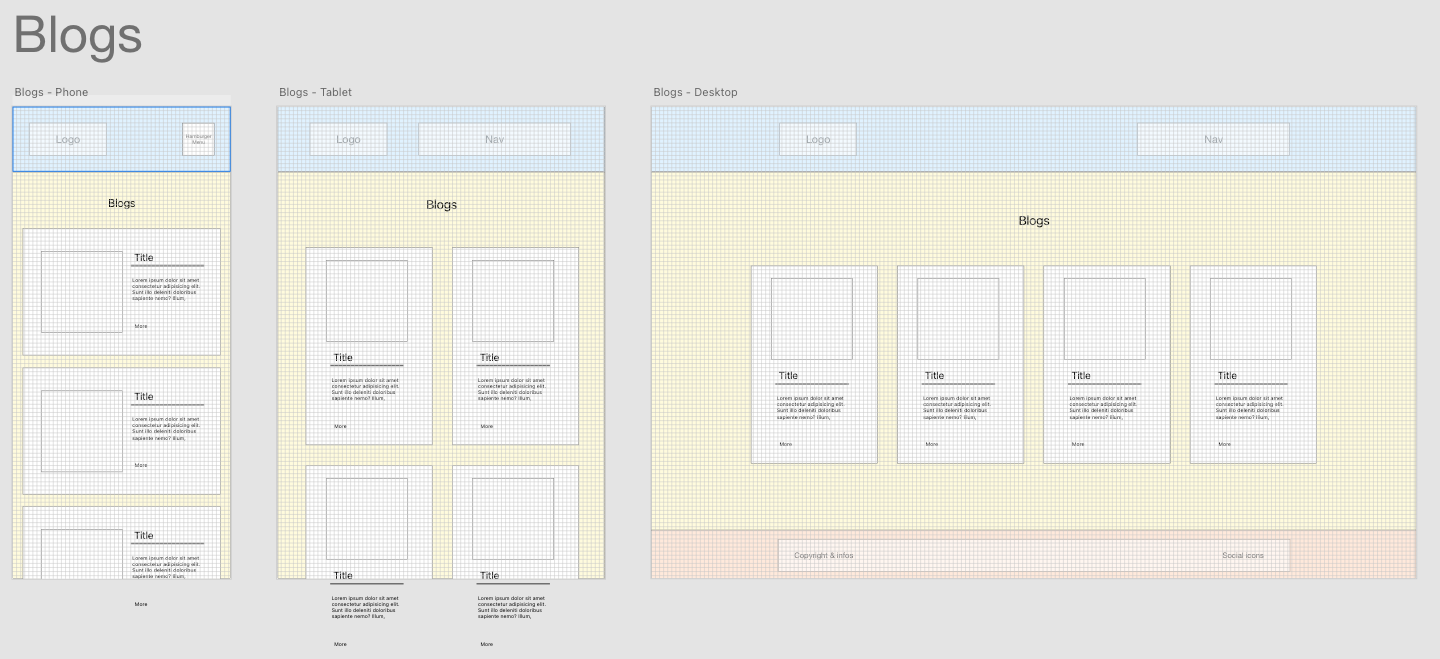 Blogs
Blogs - Phone
Logo
Hamburger
Menu
Blogs
Title
Lorem ipsum dolor sit amet
consectetur adipisicing elit.
Sunt illo deleniti doloribus
sapiente nemo? Illum,
More
Title
Lorem ipsum dolor sit amet
consectetur adipisicing elit.
Sunt illo deleniti doloribus
sapiente nemo? Illum,
More
Title
Lorem ipsum dolor sit amet
consectetur adipisicing elit.
Sunt illo deleniti doloribus
sapiente nemo? Illum,
More
Blogs - Tablet
Logo
Nav
Blogs
Title
Lorem ipsum dolor sit amet
consectetur adipisicing elit.
Sunt illo deleniti doloribus
sapiente nemo? Illum,
More
Title
Lorem ipsum dolor sit amet
consectetur adipisicing elit.
Sunt illo deleniti doloribus
sapiente nemo? Illum,
More
Title
Lorem ipsum dolor sit amet
consectetur adipisicing elit.
Sunt illo deleniti doloribus
sapiente nemo? Illum,
More
Title
Lorem ipsum dolor sit amet
consectetur adipisicing elit.
Sunt illo deleniti doloribus
sapiente nemo? Illum,
More
Blogs - Desktop
Logo
Nav
Blogs
Title
Lorem ipsum dolor sit amet
consectetur adipisicing elit.
Sunt illo deleniti doloribus
sapiente nemo? Illum,
More
Title
Lorem ipsum dolor sit amet
consectetur adipisicing elit.
Sunt illo deleniti doloribus
sapiente nemo? Illum,
More
Title
Lorem ipsum dolor sit amet
consectetur adipisicing elit.
Sunt illo deleniti doloribus
sapiente nemo? Illum,
More
Title
Lorem ipsum dolor sit amet
consectetur adipisicing elit.
Sunt illo deleniti doloribus
sapiente nemo? Illum,
More
Copyright & infos
Social icons